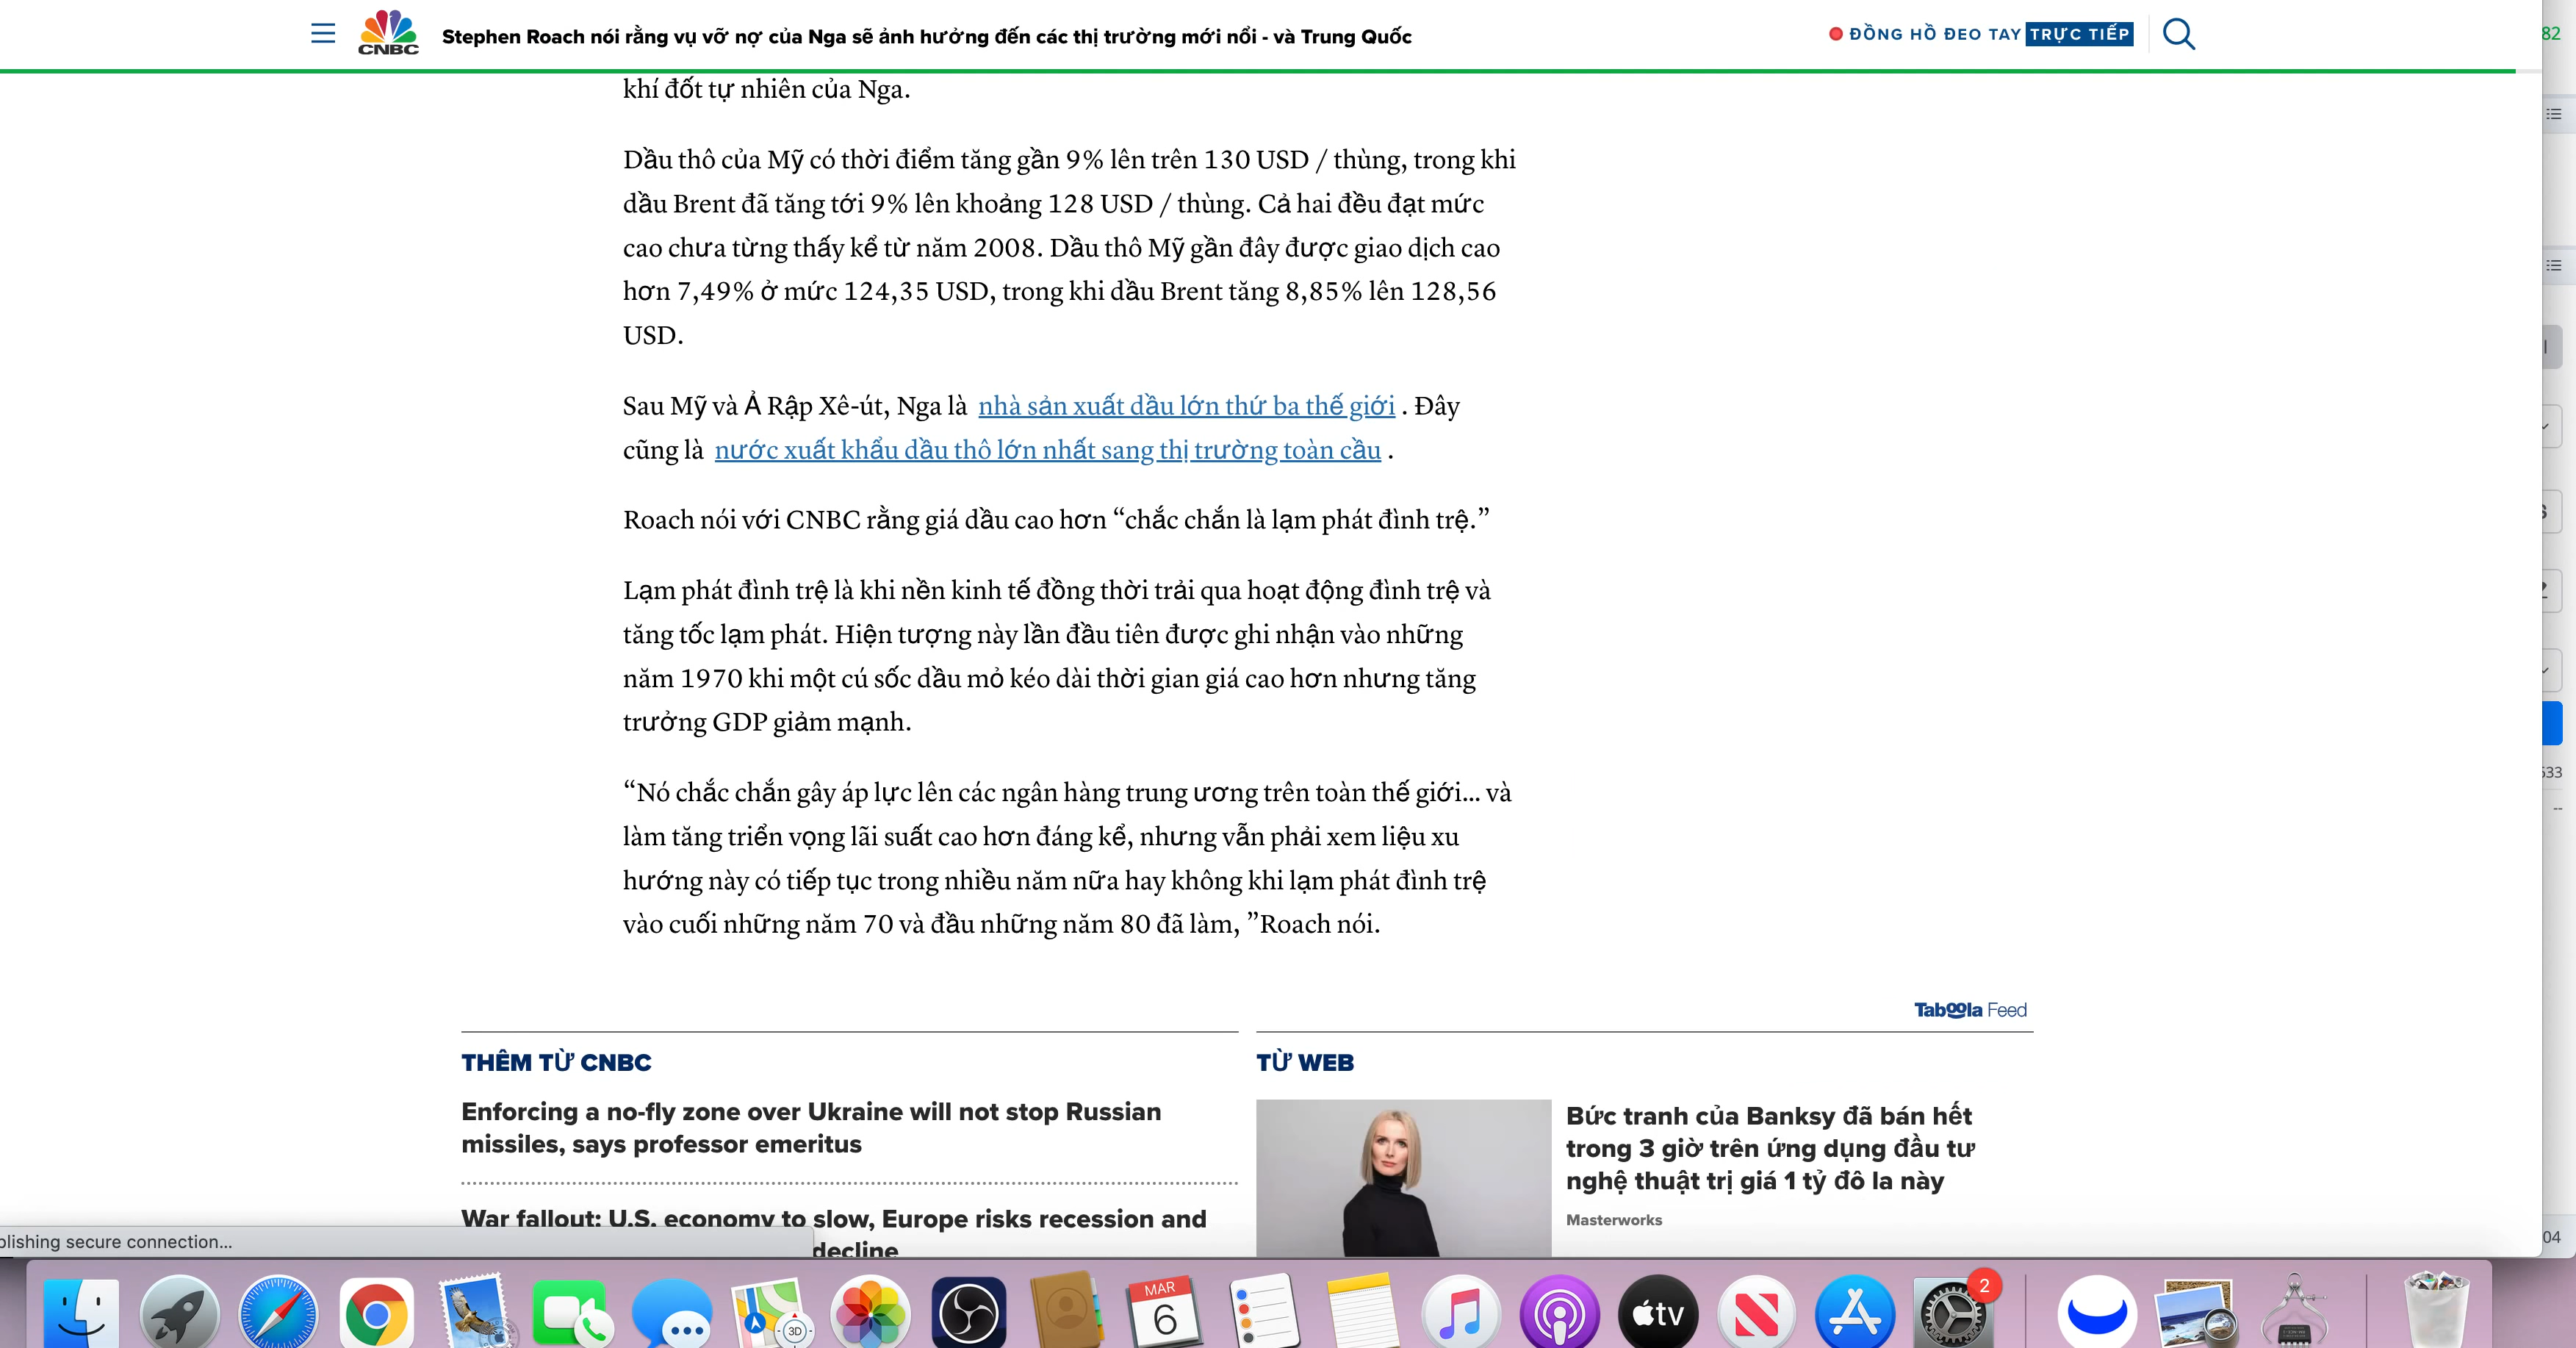 CNBC
Stephen Roach nói rằng vụ vỡ nợ của Nga sẽ ảnh hưởng đến các thị trường mới nổi - và Trung Quốc
ĐỒNG HỒ ĐEO TAY TRỰC TIẾP
82
khí đốt tự nhiên của Nga.
Dầu thô của Mỹ có thời điểm tăng gần 9% lên trên 130 USD / thùng, trong khi
dầu Brent đã tăng tới 9% lên khoảng 128 USD / thùng. Cả hai đều đạt mức
cao chưa từng thấy kể từ năm 2008. Dầu thô Mỹ gần đây được giao dịch cao
hơn 7,49% ở mức 124,35 USD, trong khi dầu Brent tăng 8,85% lên 128,56
USD.
Sau Mỹ và Ả Rập Xê-út, Nga là nhà sản xuất dầu lớn thứ ba thế giới . Đây
cũng là nước xuất khẩu dầu thô lớn nhất sang thị trường toàn cầu .
Roach nói với CNBC rằng giá dầu cao hơn “chắc chắn là lạm phát đình trệ.”
Lạm phát đình trệ là khi nền kinh tế đồng thời trải qua hoạt động đình trệ và
tăng tốc lạm phát. Hiện tượng này lần đầu tiên được ghi nhận vào những
năm 1970 khi một cú sốc dầu mỏ kéo dài thời gian giá cao hơn nhưng tăng
trưởng GDP giảm mạnh.
“Nó chắc chắn gây áp lực lên các ngân hàng trung ương trên toàn thế giới... và
làm tăng triển vọng lãi suất cao hơn đáng kể, nhưng vẫn phải xem liệu xu
hướng này có tiếp tục trong nhiều năm nữa hay không khi lạm phát đình trệ
vào cuối những năm 70 và đầu những năm 80 đã làm, ”Roach nói.
533
--
Taboola Feed
THÊM TỪ CNBC
Enforcing a no-fly zone over Ukraine will not stop Russian
missiles, says professor emeritus
War fallout: U.S. economy to slow, Europe risks recession and
decline
TỪ WEB
Bức tranh của Banksy đã bán hết
trong 3 giờ trên ứng dụng đầu tư
nghệ thuật trị giá 1 tỷ đô la này
Masterworks
04
blishing secure connection...
3D
MAR
6
tv
2